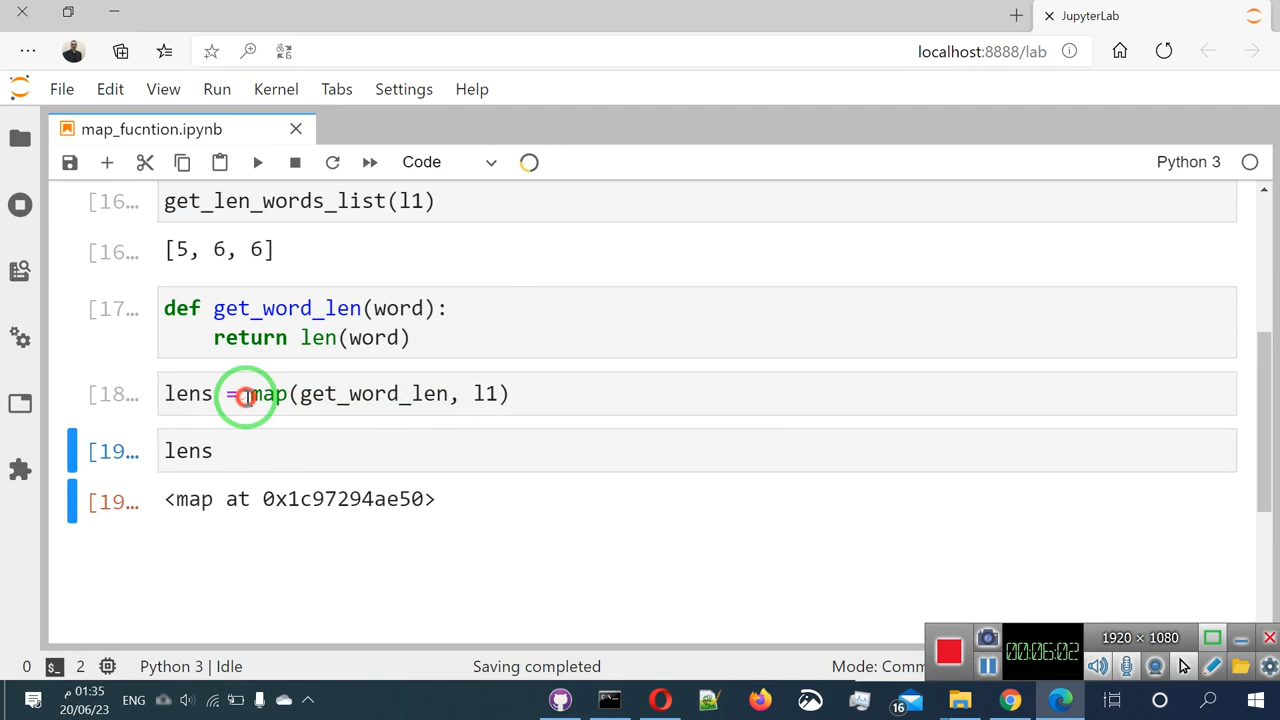 JupyterLab
localhost:8888/lab
File Edit View Run Kernel Tabs Settings Help
map_fucntion.ipynb
Code
Python 3
[16... get_len_words_list(l1)
[16... [5, 6, 6]
[17... def get_word_len(word):
return len(word)
[18... lens = map(get_word_len, l1)
[19... lens
[19... <map at 0x1c97294ae50>
1920 × 1080
00:06:02
0 2 Python 3 | Idle Saving completed Mode: Comm
01:35 م
20/06/23
ENG
16